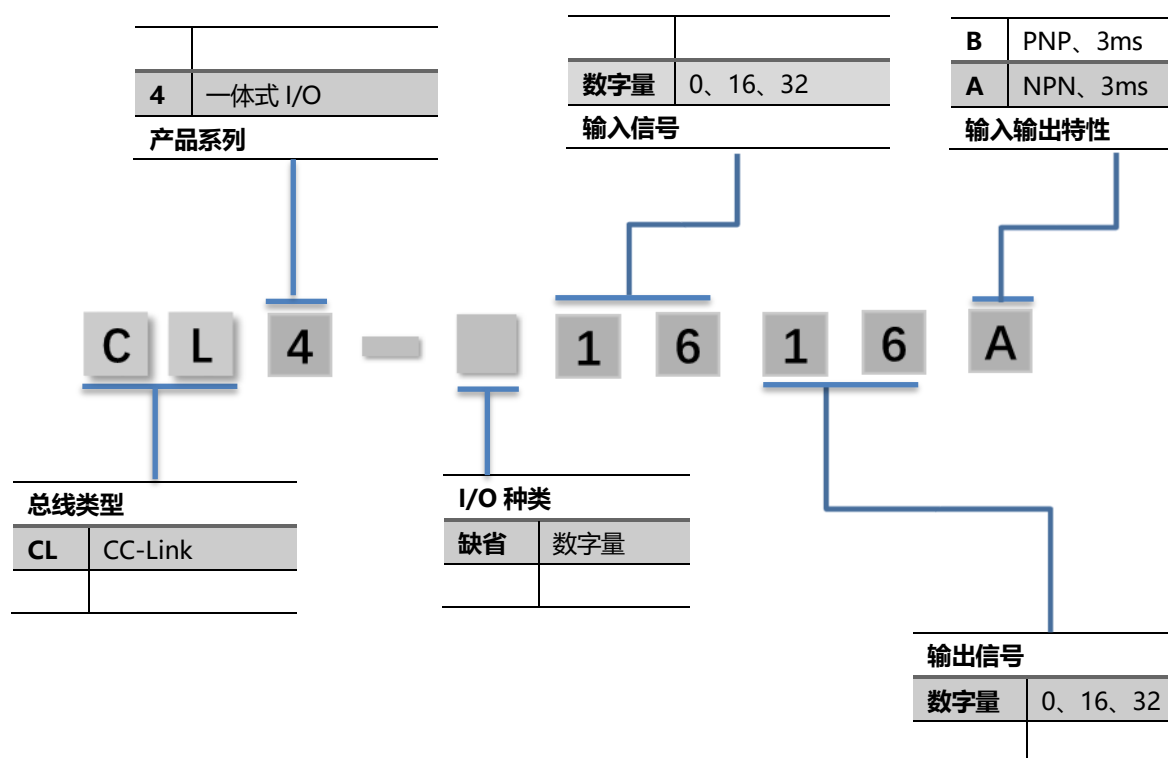 4 一体式 I/O
产品系列
数字量 0、16、32
输入信号
B PNP、3ms
A NPN、3ms
输入输出特性
C L 4 - 1 6 1 6 A
总线类型
CL CC-Link
I/O 种类
缺省 数字量
输出信号
数字量 0、16、32